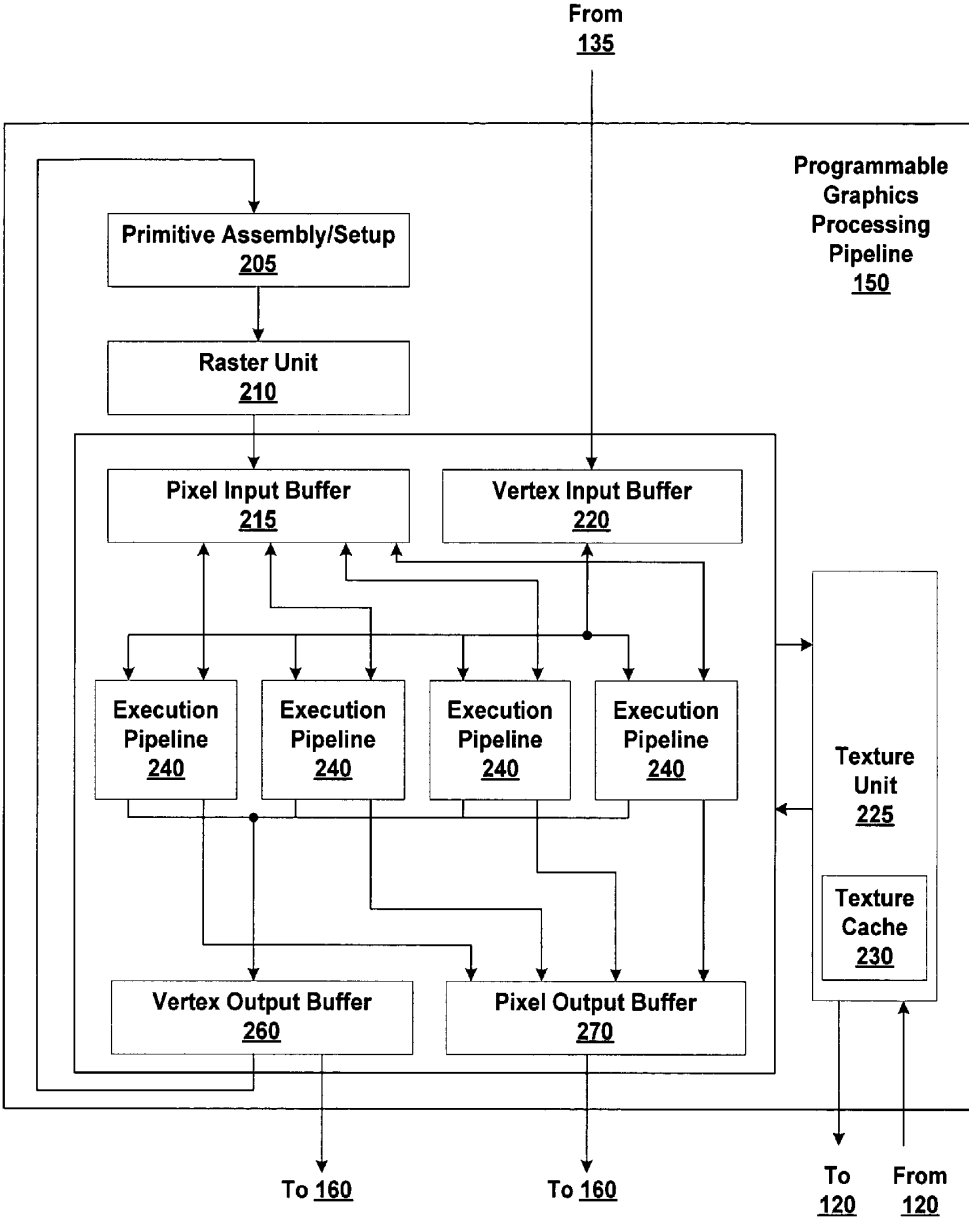 From
135
Programmable
Graphics
Processing
Pipeline
150
Primitive Assembly/Setup
205
Raster Unit
210
Pixel Input Buffer
215
Vertex Input Buffer
220
Execution
Pipeline
240
Execution
Pipeline
240
Execution
Pipeline
240
Execution
Pipeline
240
Texture
Unit
225
Texture
Cache
230
Vertex Output Buffer
260
Pixel Output Buffer
270
To 160
To 160
To
120
From
120